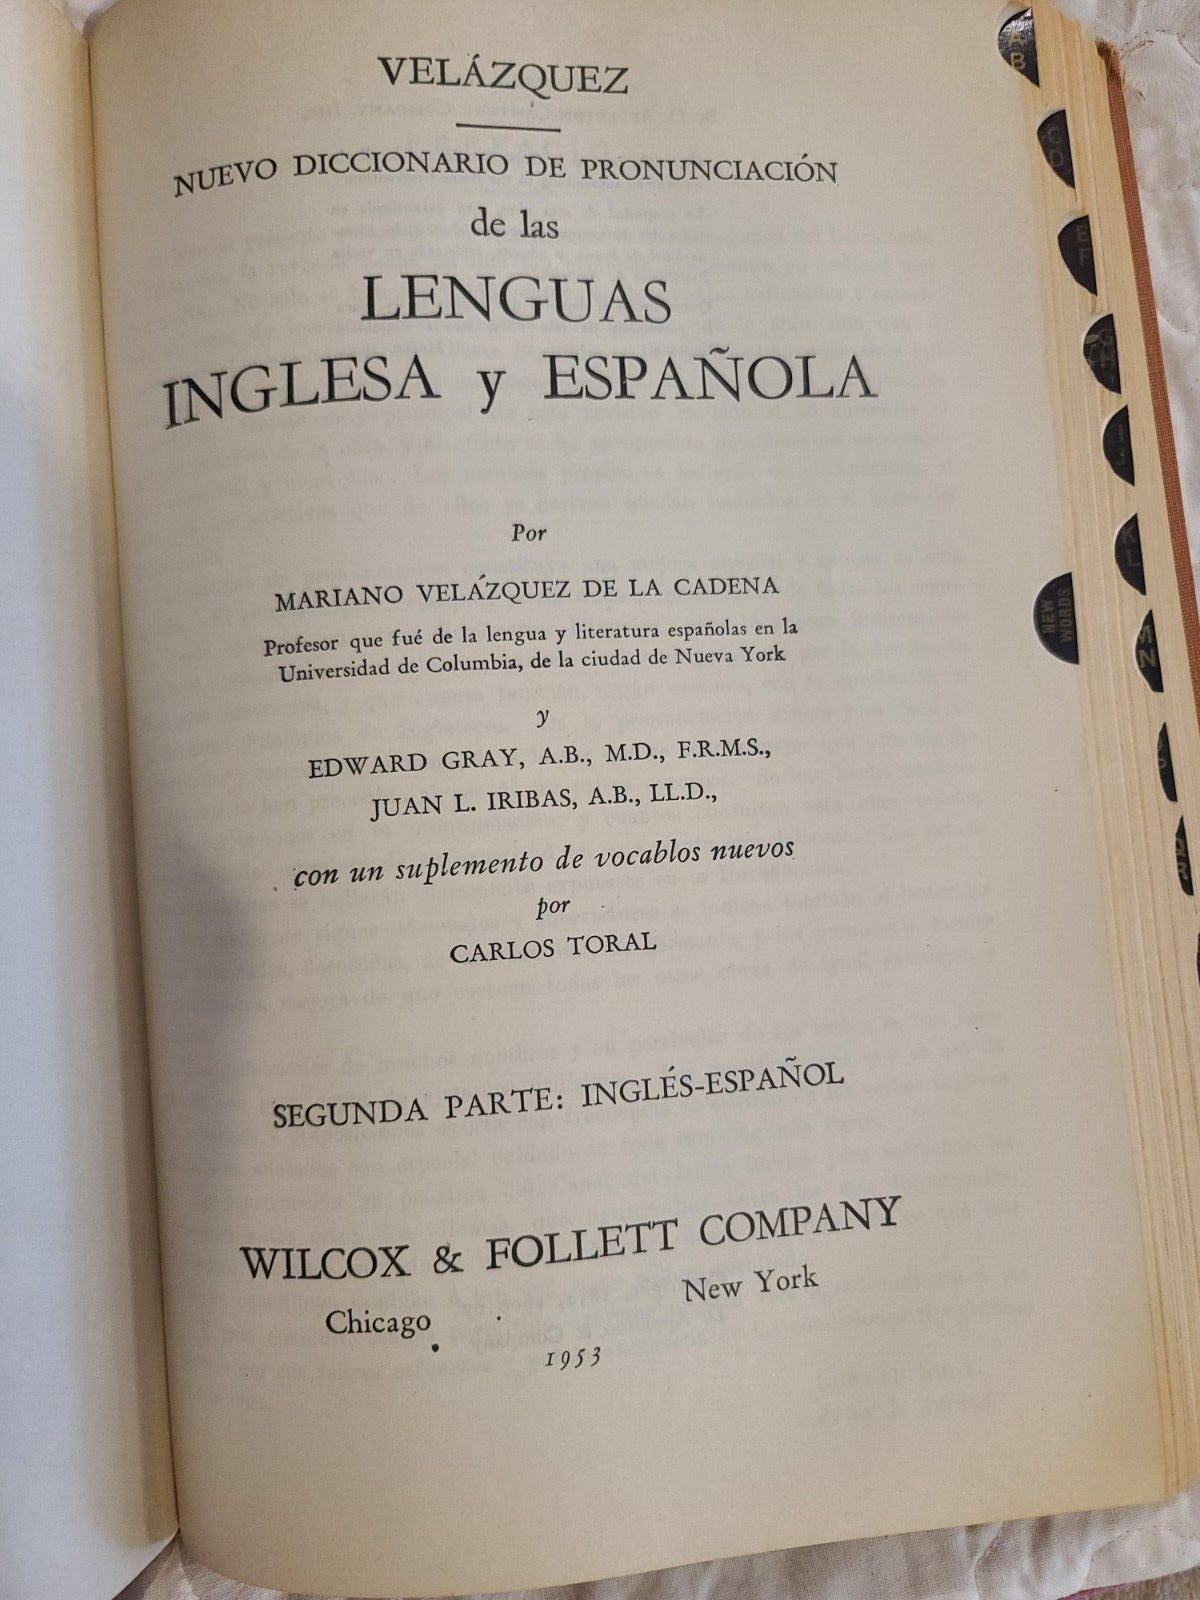 VELÁZQUEZ
NUEVO DICCIONARIO DE PRONUNCIACIÓN
de las
LENGUAS
INGLESA y ESPAÑOLA
Por
MARIANO VELÁZQUEZ DE LA CADENA
Profesor que fué de la lengua y literatura españolas en la
Universidad de Columbia, de la ciudad de Nueva York
y
EDWARD GRAY, A.B., M.D., F.R.M.S.,
JUAN L. IRIBAS, A.B., LL.D.,
con un suplemento de vocablos nuevos
por
CARLOS TORAL
SEGUNDA PARTE: INGLÉS-ESPAÑOL
WILCOX & FOLLETT COMPANY
Chicago New York
1953
B
C
D
E
F
NEW
WORDS
N